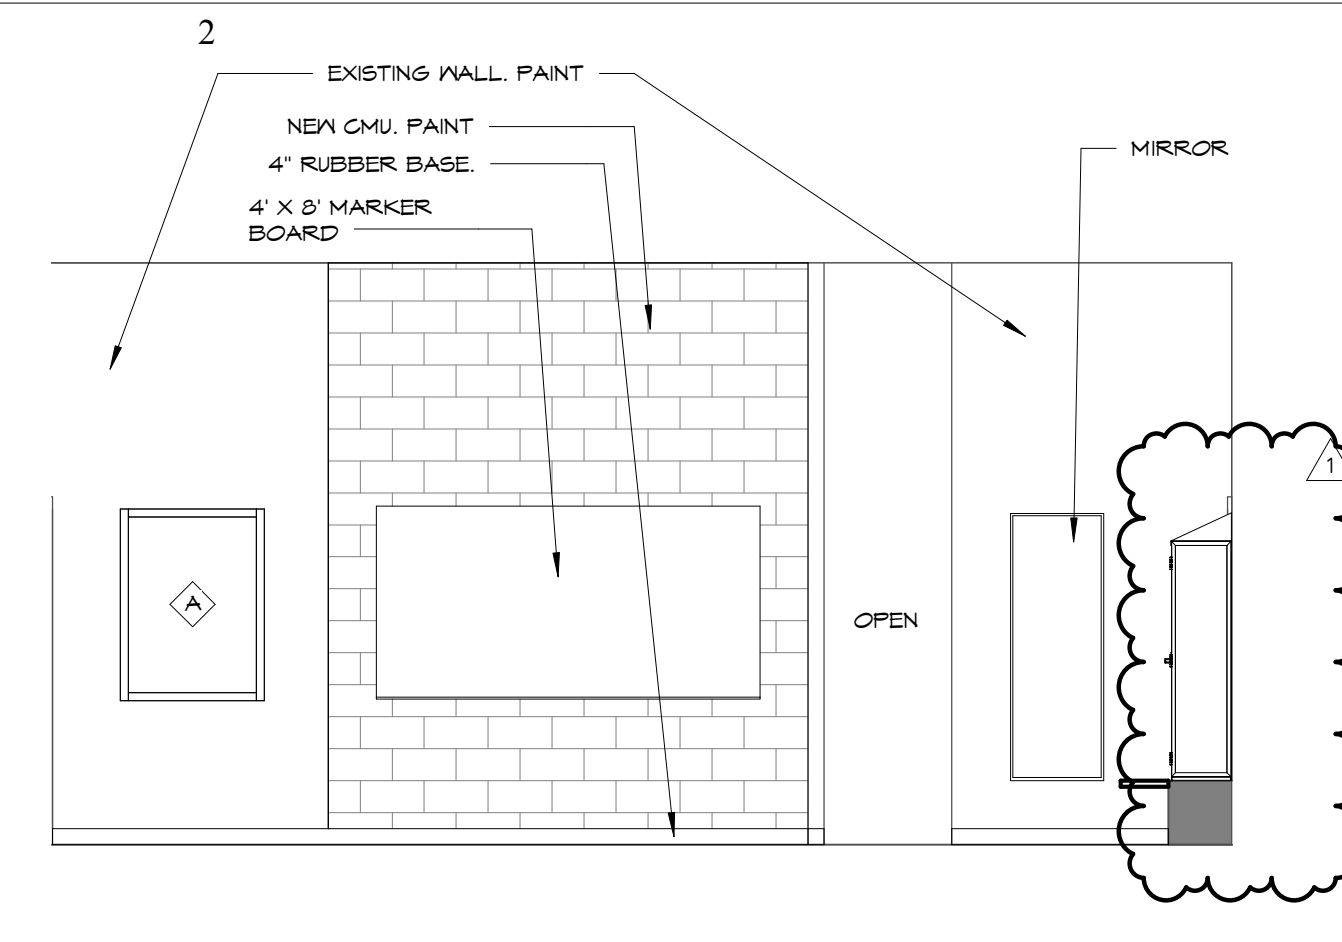 2
EXISTING WALL. PAINT
NEW CMU. PAINT
4" RUBBER BASE.
MIRROR
4' X 8' MARKER
BOARD
1
A
OPEN